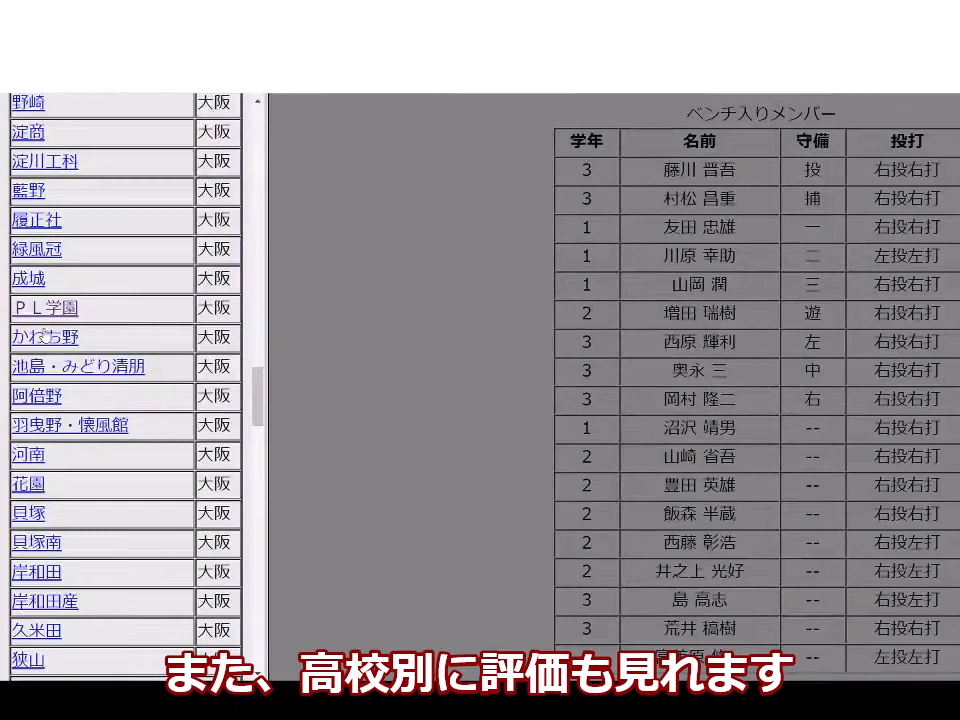 野崎 大阪
淀商 大阪
淀川工科 大阪
藍野 大阪
履正社 大阪
緑風冠 大阪
成城 大阪
ＰＬ学園 大阪
かわち野 大阪
池島・みどり清朋 大阪
阿倍野 大阪
羽曳野・懐風館 大阪
河南 大阪
花園 大阪
貝塚 大阪
貝塚南 大阪
岸和田 大阪
岸和田産 大阪
久米田 大阪
狭山
ベンチ入りメンバー
学年 名前 守備 投打
3 藤川 晋吾 投 右投右打
3 村松 昌重 捕 右投右打
1 友田 忠雄 一 右投右打
1 川原 幸助 二 左投左打
1 山岡 潤 三 右投右打
2 増田 瑞樹 遊 右投右打
3 西原 輝利 左 右投右打
3 奥永 三 中 右投右打
3 岡村 隆二 右 右投右打
1 沼沢 靖男 -- 右投右打
2 山崎 省吾 -- 右投右打
2 豊田 英雄 -- 右投右打
2 飯森 半蔵 -- 右投右打
2 西藤 彰浩 -- 右投左打
2 井之上 光好 -- 右投左打
3 島 高志 -- 右投左打
3 荒井 稿樹 -- 右投右打
-- 左投左打
また、高校別に評価も見れます